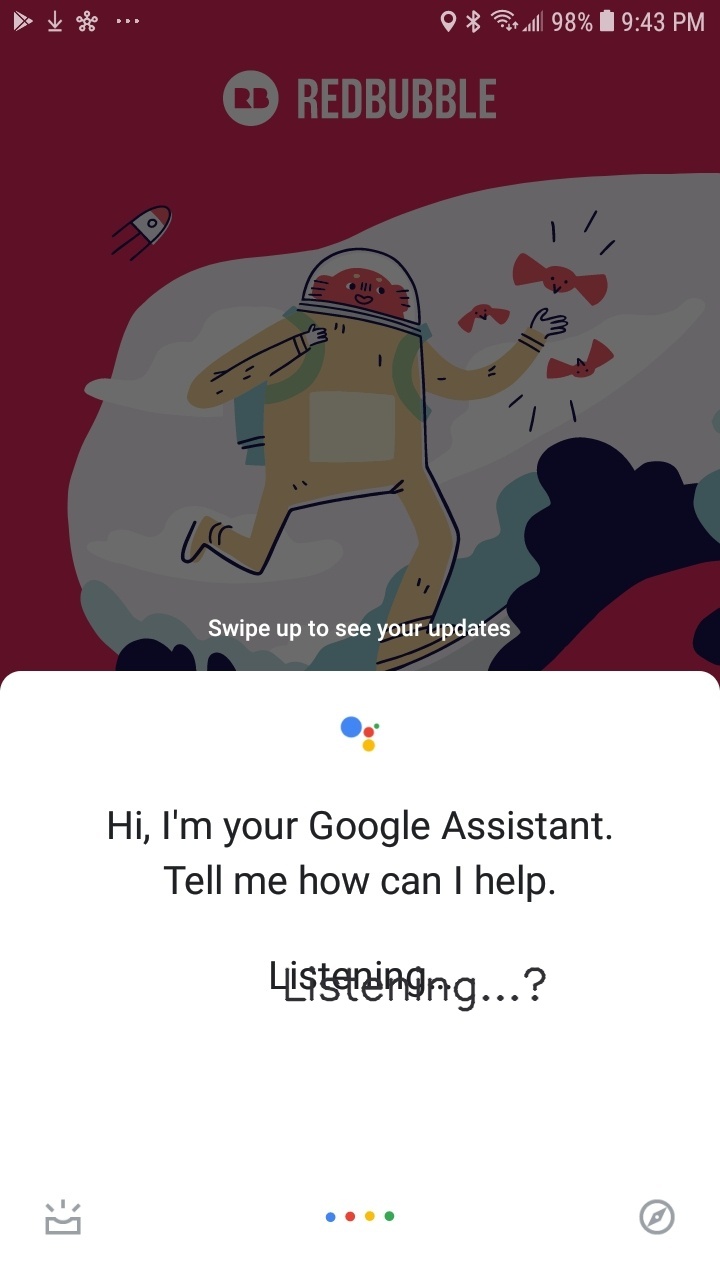 98% 9:43 PM
RB REDBUBBLE
Swipe up to see your updates
Hi, I'm your Google Assistant.
Tell me how can I help.
Listening...
Listening...?